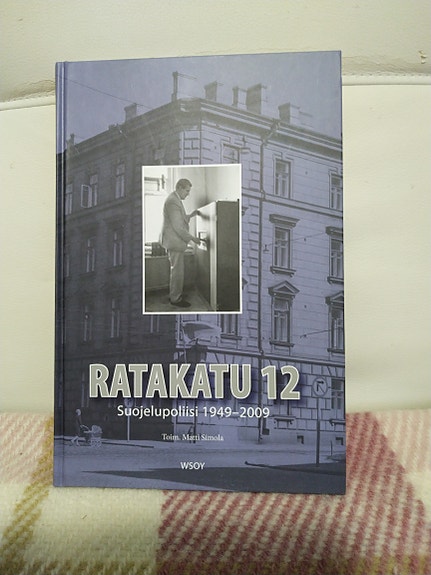 RATAKATU 12
Suojelupoliisi 1949–2009
Toim. Matti Simola
WSOY